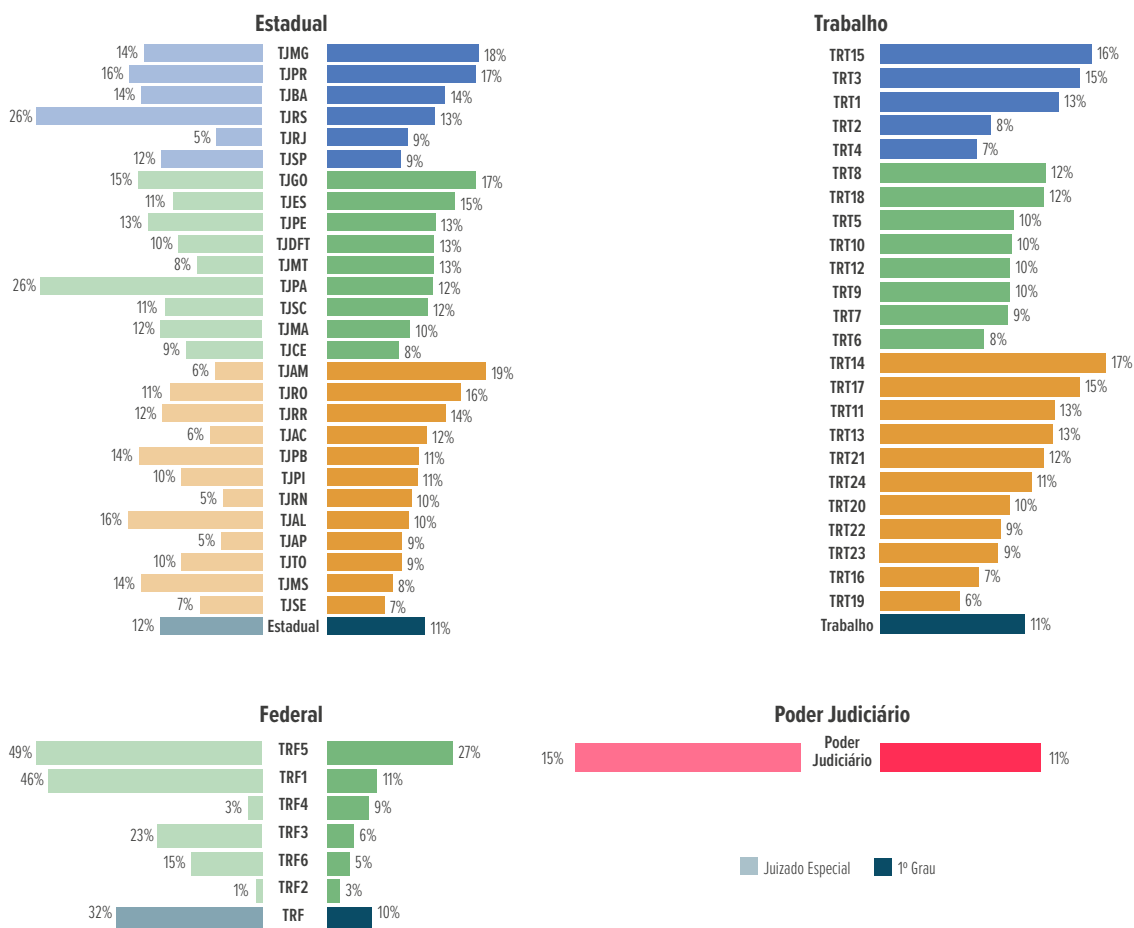 Estadual
14% TJMG 18%
16% TJPR 17%
14% TJBA 14%
26% TJRS 13%
5% TJRJ 9%
12% TJSP 9%
15% TJGO 17%
11% TJES 15%
13% TJPE 13%
10% TJDFT 13%
8% TJMT 13%
26% TJPA 12%
11% TJSC 12%
12% TJMA 10%
9% TJCE 8%
6% TJAM 19%
11% TJRO 16%
12% TJRR 14%
6% TJAC 12%
14% TJPB 11%
10% TJPI 11%
5% TJRN 10%
16% TJAL 10%
5% TJAP 9%
10% TJTO 9%
14% TJMS 8%
7% TJSE 7%
12% Estadual 11%
Trabalho
TRT15 16%
TRT3 15%
TRT1 13%
TRT2 8%
TRT4 7%
TRT8 12%
TRT18 12%
TRT5 10%
TRT10 10%
TRT12 10%
TRT9 10%
TRT7 9%
TRT6 8%
TRT14 17%
TRT17 15%
TRT11 13%
TRT13 13%
TRT21 12%
TRT24 11%
TRT20 10%
TRT22 9%
TRT23 9%
TRT16 7%
TRT19 6%
Trabalho 11%
Federal
49% TRF5 27%
46% TRF1 11%
3% TRF4 9%
23% TRF3 6%
15% TRF6 5%
1% TRF2 3%
32% TRF 10%
Poder Judiciário
Poder
15% Judiciário 11%
Juizado Especial 1º Grau